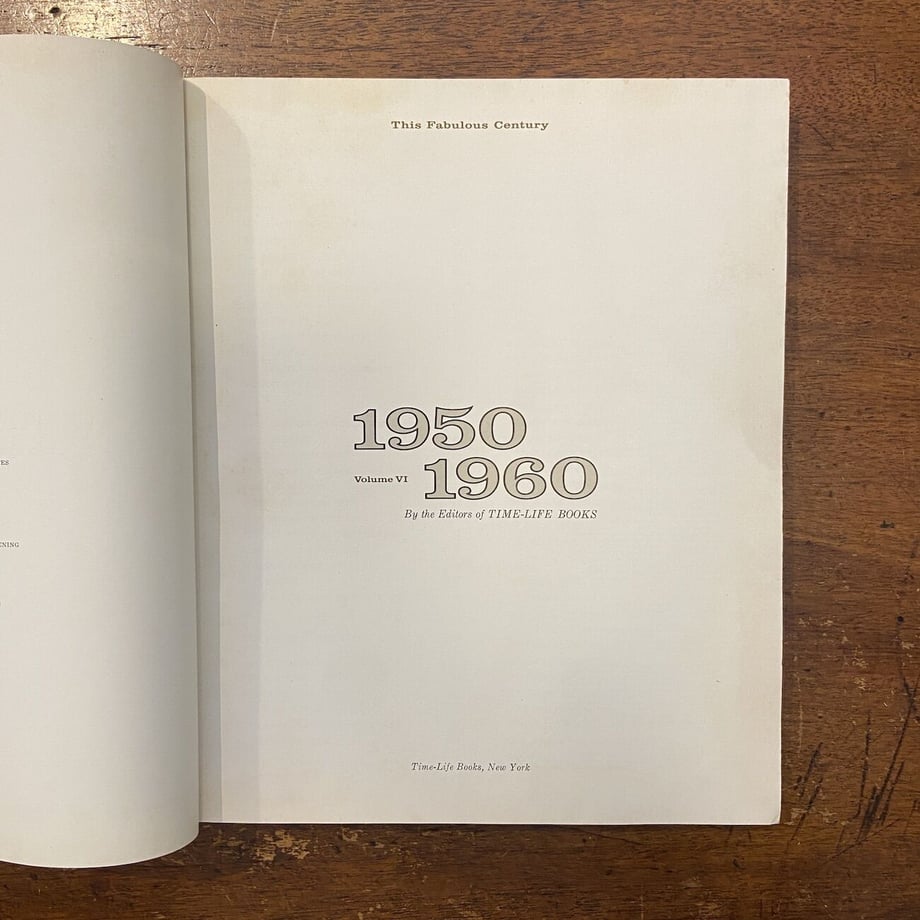 This Fabulous Century
1950
Volume VI 1960
By the Editors of TIME-LIFE BOOKS
Time-Life Books, New York